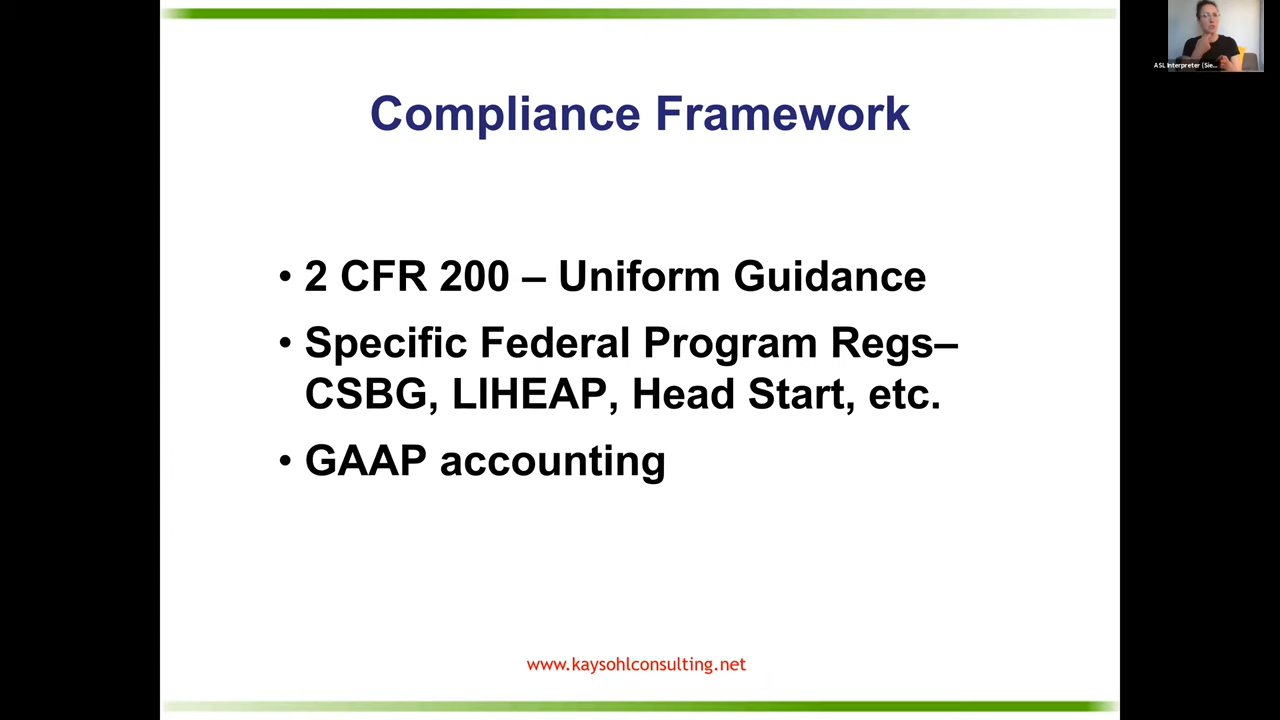 ASL Interpreter (Sie...
Compliance Framework
• 2 CFR 200 – Uniform Guidance
• Specific Federal Program Regs–
CSBG, LIHEAP, Head Start, etc.
• GAAP accounting
www.kaysohlconsulting.net